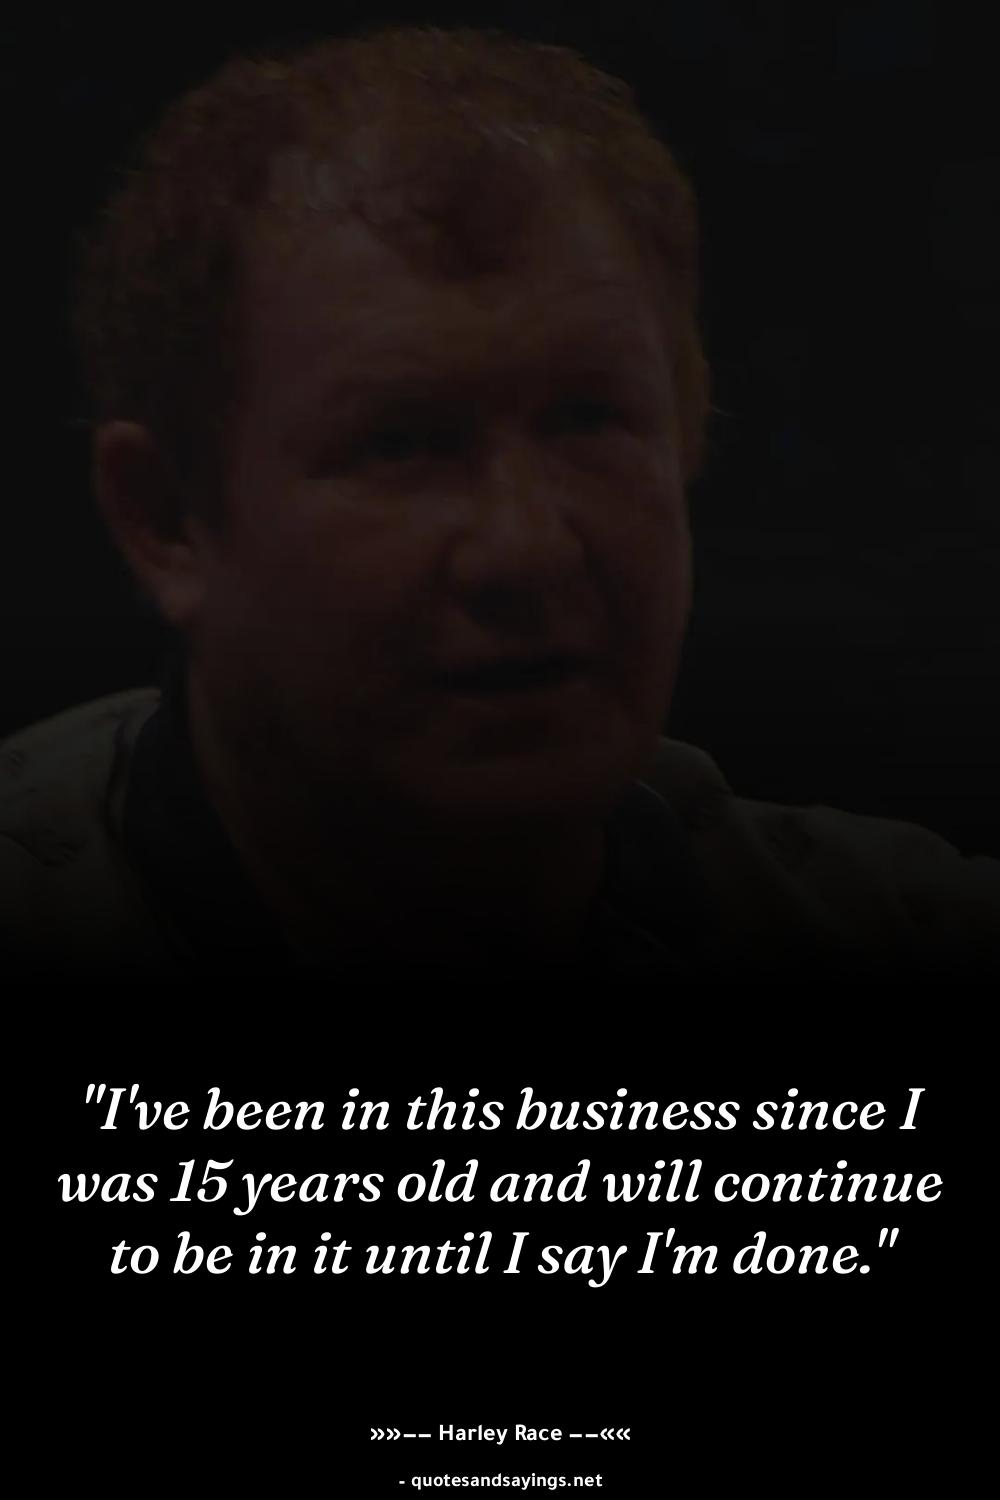 "I've been in this business since I
was 15 years old and will continue
to be in it until I say I'm done."
»»−− Harley Race −−««
- quotesandsayings.net